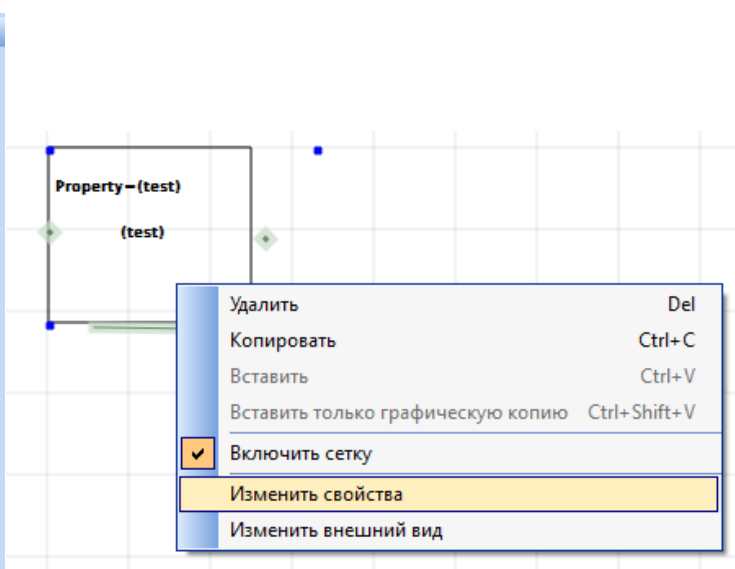 Property-(test)
(test)
Удалить Del
Копировать Ctrl+C
Вставить Ctrl+V
Вставить только графическую копию Ctrl+Shift+V
Включить сетку
Изменить свойства
Изменить внешний вид